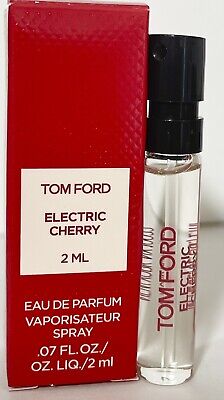 TOM FORD
ELECTRIC
CHERRY
2 ML
EAU DE PARFUM
VAPORISATEUR
SPRAY
.07 FL.OZ./
OZ. LIQ./2 ml
TOM FORD
ELECTRIC